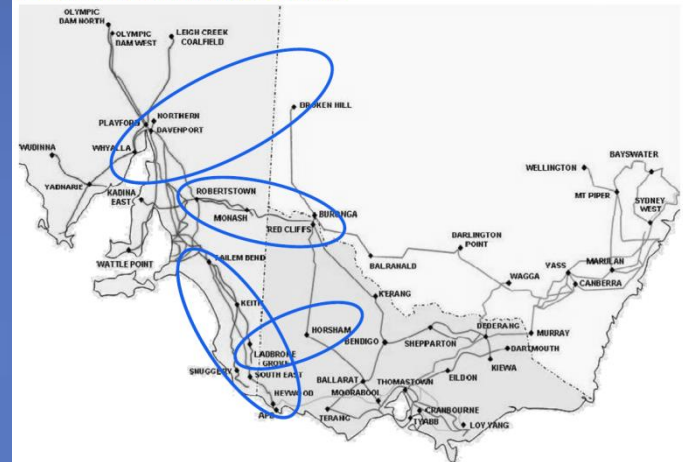 OLYMPIC
DAM NORTH
OLYMPIC
DAM WEST
LEIGH CREEK
COALFIELD
NORTHERN
PLAYFORD
DAVENPORT
BROKEN HILL
WUDINNA
WHYALLA
YADNARIE
KADINA
EAST
ROBERTSTOWN
MONASH
BURONGA
RED CLIFFS
WATTLE POINT
TAILEM BEND
BALRANALD
DARLINGTON
POINT
WELLINGTON
BAYSWATER
MT PIPER
SYDNEY
WEST
YASS
MARULAN
CANBERRA
WAGGA
KEITH
KERANG
HORSHAM
BENDIGO
SHEPPARTON
DEDERANG
MURRAY
DARTMOUTH
KIEWA
LADBROKE
GROVE
SNUGGERY
SOUTH EAST
HEYWOOD
APD
BALLARAT
MOORABOOL
TERANG
THOMASTOWN
EILDON
CRANBOURNE
TYABB
LOY YANG